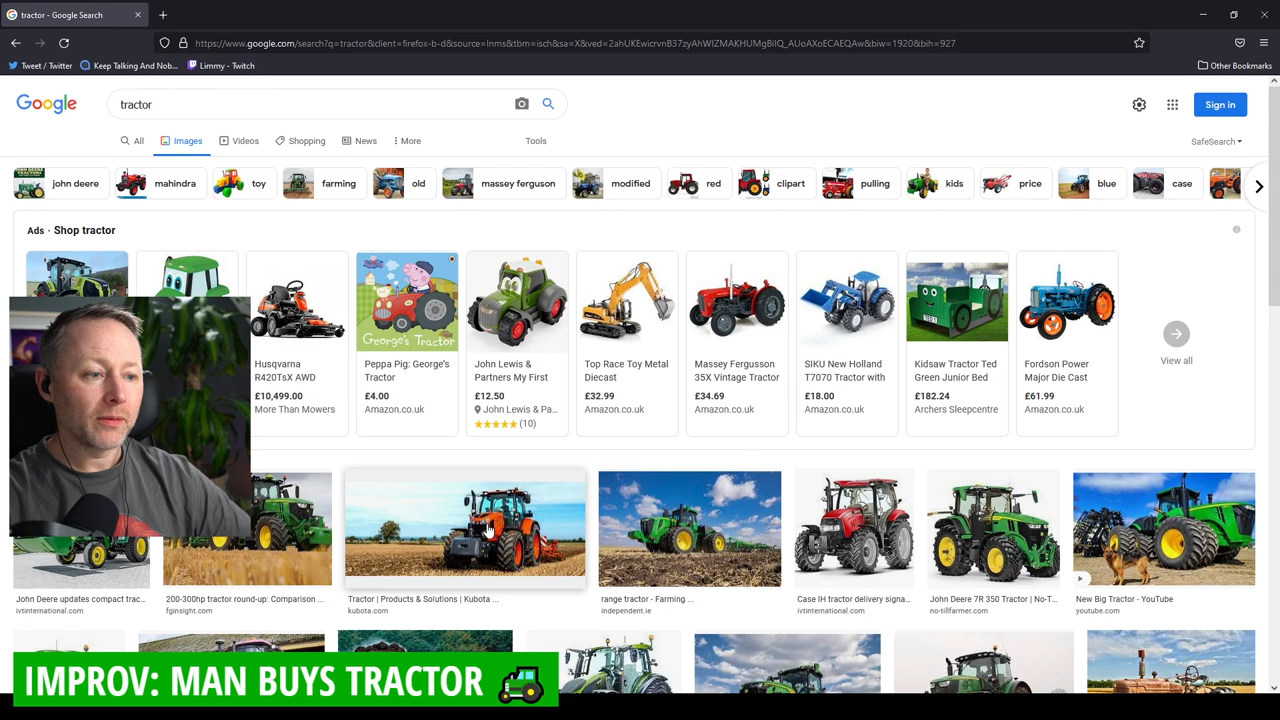 tractor - Google Search
https://www.google.com/search?q=tractor&client=firefox-b-d&source=lnms&tbm=isch&sa=X&ved=2ahUKEwicrvnB37zyAhWIZMAKHUMgBiIQ_AUoAXoECAEQAw&biw=1920&bih=927
Tweet / Twitter
Keep Talking And Nob...
Limmy - Twitch
Other Bookmarks
Google
tractor
Sign in
All
Images
Videos
Shopping
News
More
Tools
SafeSearch
john deere
mahindra
toy
farming
old
massey ferguson
modified
red
clipart
pulling
kids
price
blue
case
Ads · Shop tractor
Husqvarna
R420TsX AWD
£10,499.00
More Than Mowers
George's Tractor
Peppa Pig: George's
Tractor
£4.00
Amazon.co.uk
John Lewis &
Partners My First
£12.50
John Lewis & Pa...
(10)
Top Race Toy Metal
Diecast
£32.99
Amazon.co.uk
Massey Fergusson
35X Vintage Tractor
£34.69
Amazon.co.uk
SIKU New Holland
T7070 Tractor with
£18.00
Amazon.co.uk
Kidsaw Tractor Ted
Green Junior Bed
£182.24
Archers Sleepcentre
Fordson Power
Major Die Cast
£61.99
Amazon.co.uk
View all
John Deere updates compact trac...
ivtinternational.com
200-300hp tractor round-up: Comparison ...
fginsight.com
Tractor | Products & Solutions | Kubota ...
kubota.com
range tractor - Farming ...
independent.ie
Case IH tractor delivery signa...
ivtinternational.com
John Deere 7R 350 Tractor | No-T...
no-tillfarmer.com
New Big Tractor - YouTube
youtube.com
IMPROV: MAN BUYS TRACTOR